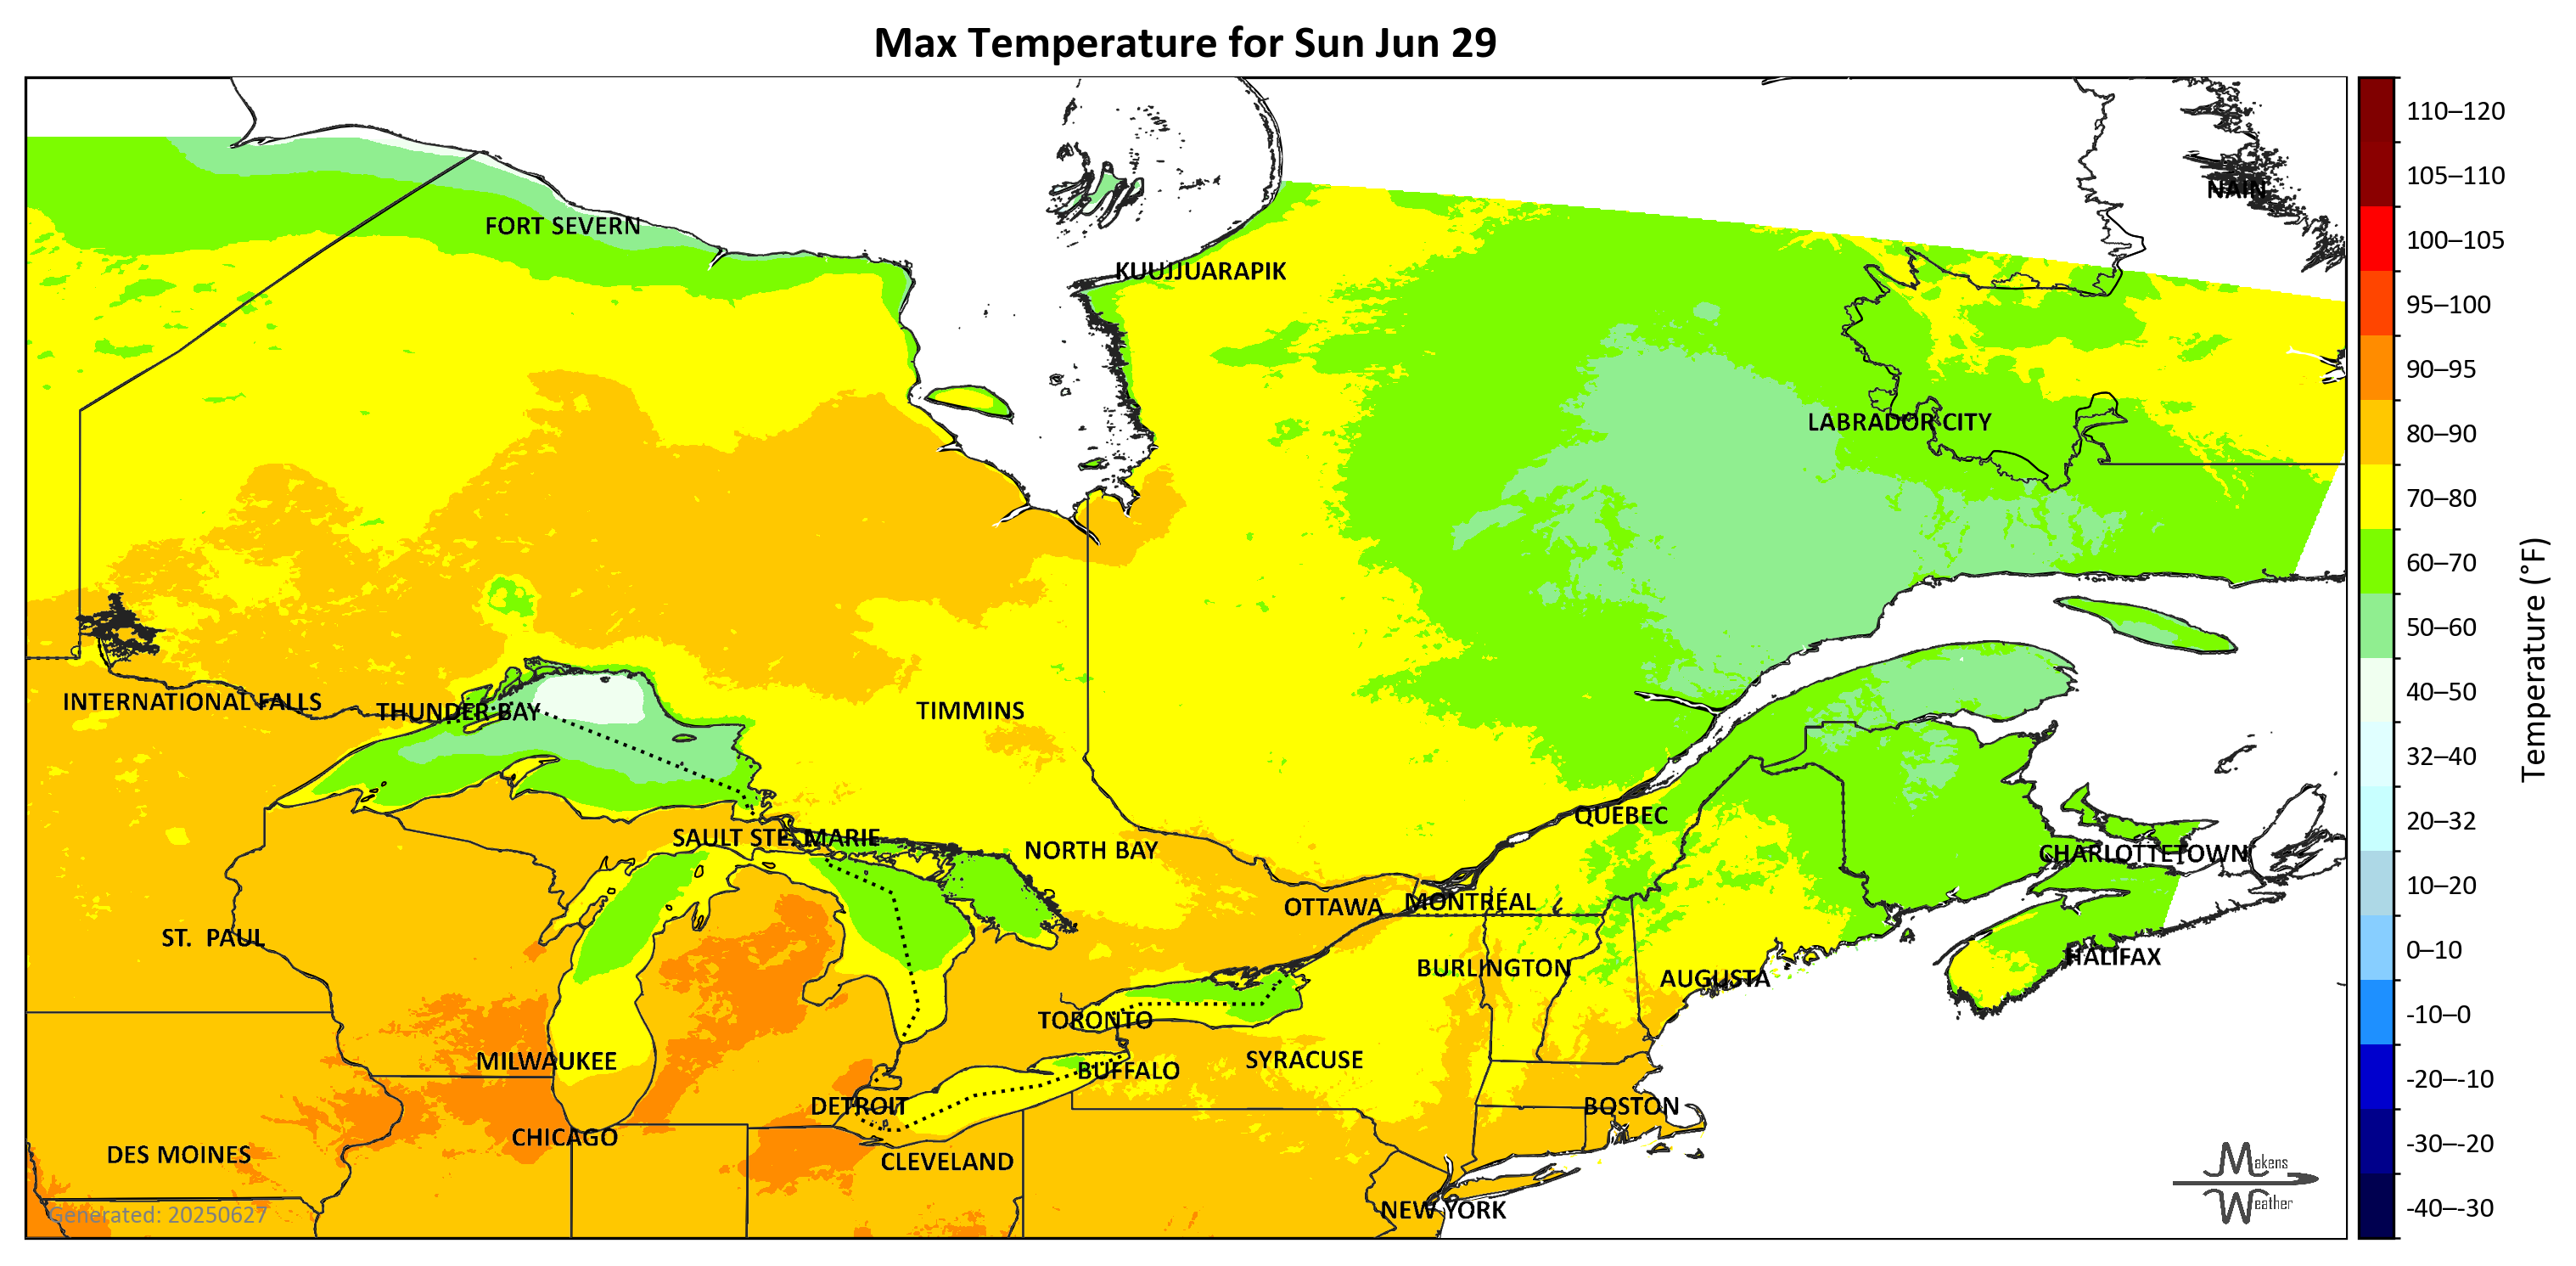 Max Temperature for Sun Jun 29
NAIN
FORT SEVERN
KUUJJUARAPIK
LABRADOR CITY
INTERNATIONAL FALLS
THUNDER BAY
TIMMINS
QUEBEC
SAULT STE. MARIE
NORTH BAY
CHARLOTTETOWN
OTTAWA
MONTRÉAL
ST. PAUL
HALIFAX
BURLINGTON
AUGUSTA
TORONTO
MILWAUKEE
SYRACUSE
BUFFALO
DETROIT
BOSTON
CHICAGO
DES MOINES
CLEVELAND
NEW YORK
Generated: 20250627
Makens
Weather
110–120
105–110
100–105
95–100
90–95
80–90
70–80
60–70
50–60
40–50
32–40
20–32
10–20
0–10
-10–0
-20–-10
-30–-20
-40–-30
Temperature (°F)